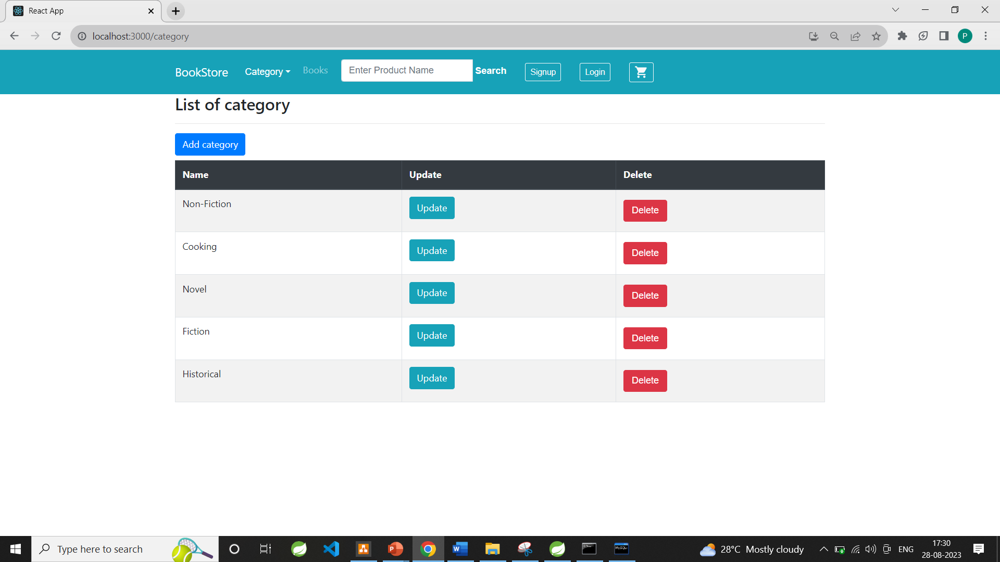 React App
localhost:3000/category
P
BookStore Category Books Enter Product Name Search Signup Login
List of category
Add category
Name Update Delete
Non-Fiction Update Delete
Cooking Update Delete
Novel Update Delete
Fiction Update Delete
Historical Update Delete
Type here to search 28°C Mostly cloudy ENG 17:30
28-08-2023